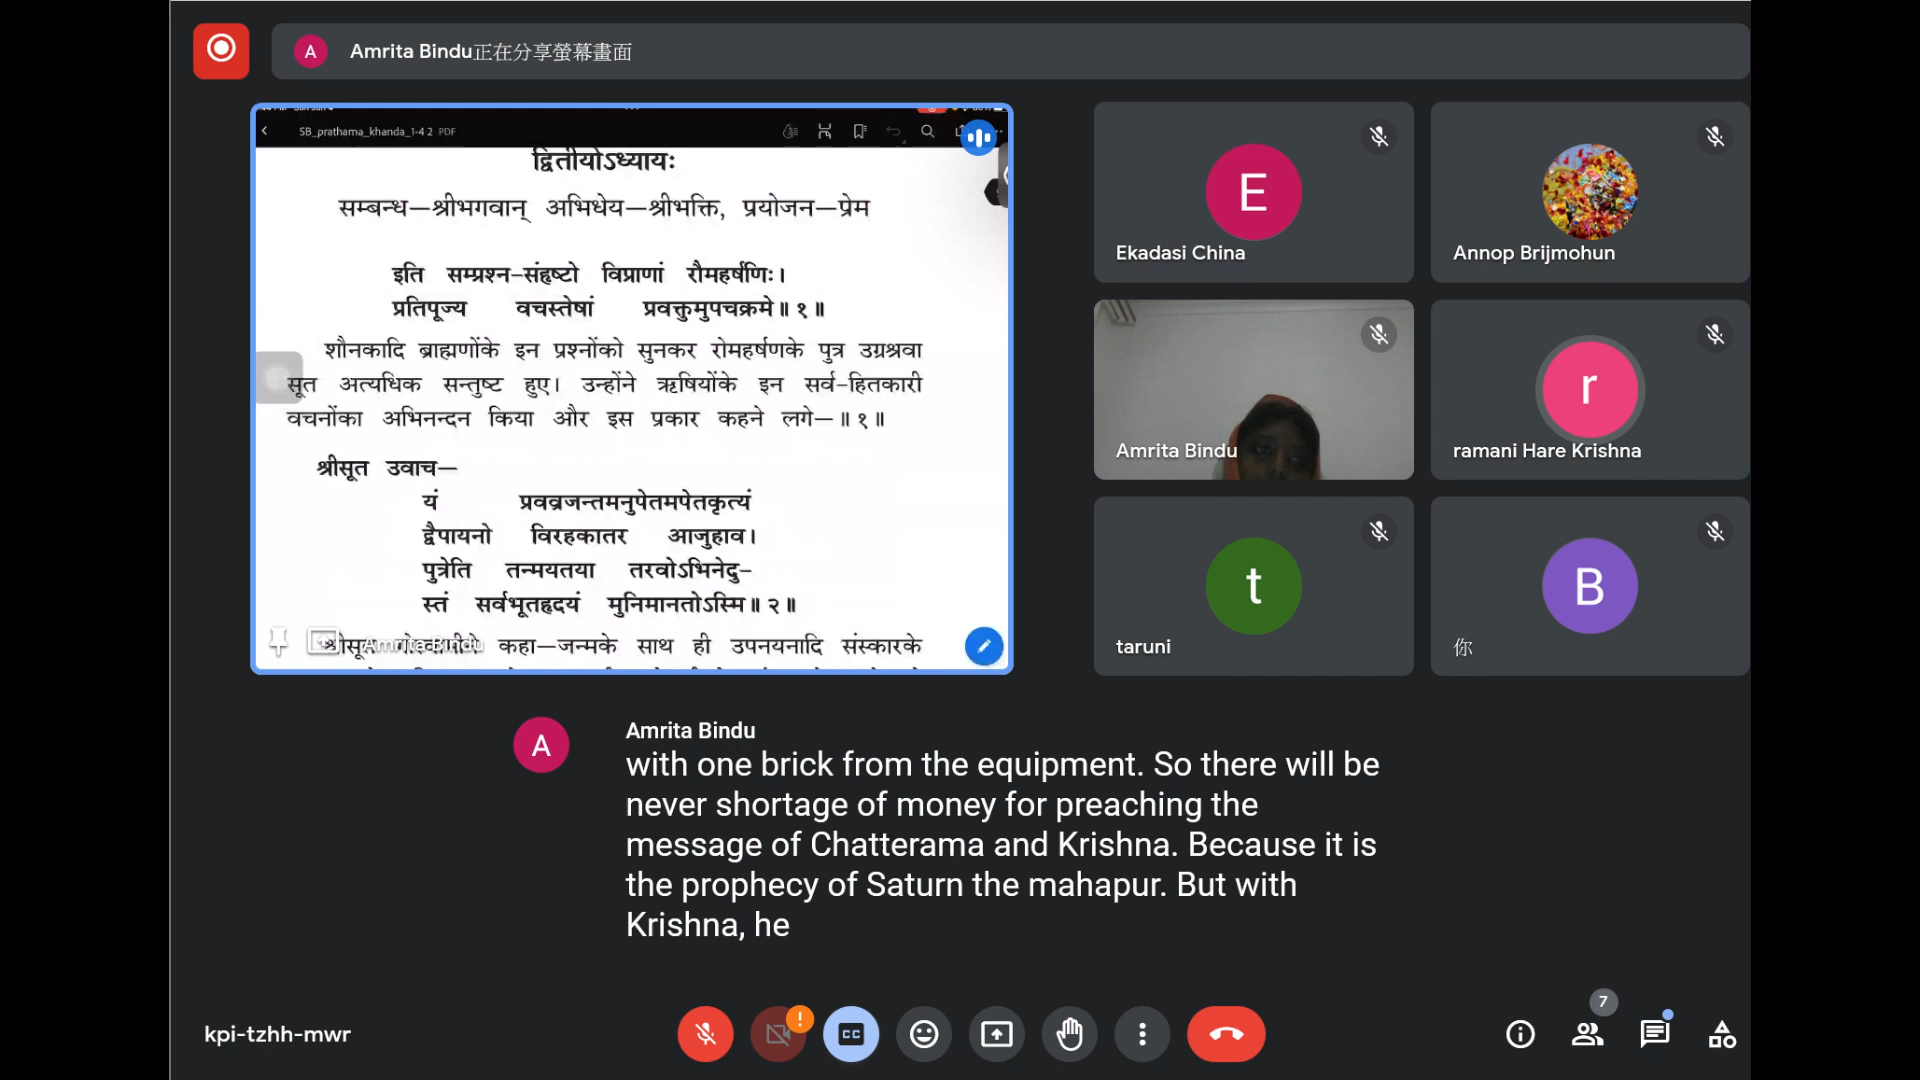 Amrita Bindu正在分享螢幕畫面
SB_prathama_khanda_1-4 2 PDF
द्वितीयोऽध्यायः
सम्बन्ध—श्रीभगवान् अभिधेय—श्रीभक्ति, प्रयोजन—प्रेम
इति सम्प्रश्न-संहृष्टो विप्राणां रौमहर्षणिः।
प्रतिपूज्य वचस्तेषां प्रवक्तुमुपचक्रमे॥ १॥
शौनकादि ब्राह्मणोंके इन प्रश्नोंको सुनकर रोमहर्षणके पुत्र उग्रश्रवा
सूत अत्यधिक सन्तुष्ट हुए। उन्होंने ऋषियोंके इन सर्व-हितकारी
वचनोंका अभिनन्दन किया और इस प्रकार कहने लगे—॥ १॥
श्रीसूत उवाच—
यं प्रवव्रजन्तमनुपेतमपेतकृत्यं
द्वैपायनो विरहकातर आजुहाव।
पुत्रेति तन्मयतया तरवोऽभिनेदु-
स्तं सर्वभूतहृदयं मुनिमानतोऽस्मि॥ २॥
श्रीसूत गोस्वामीने कहा—जन्मके साथ ही उपनयनादि संस्कारके
Amrita Bindu
E
Ekadasi China
Annop Brijmohun
Amrita Bindu
r
ramani Hare Krishna
t
taruni
B
你
A
A
Amrita Bindu
with one brick from the equipment. So there will be
never shortage of money for preaching the
message of Chatterama and Krishna. Because it is
the prophecy of Saturn the mahapur. But with
Krishna, he
kpi-tzhh-mwr
CC
7